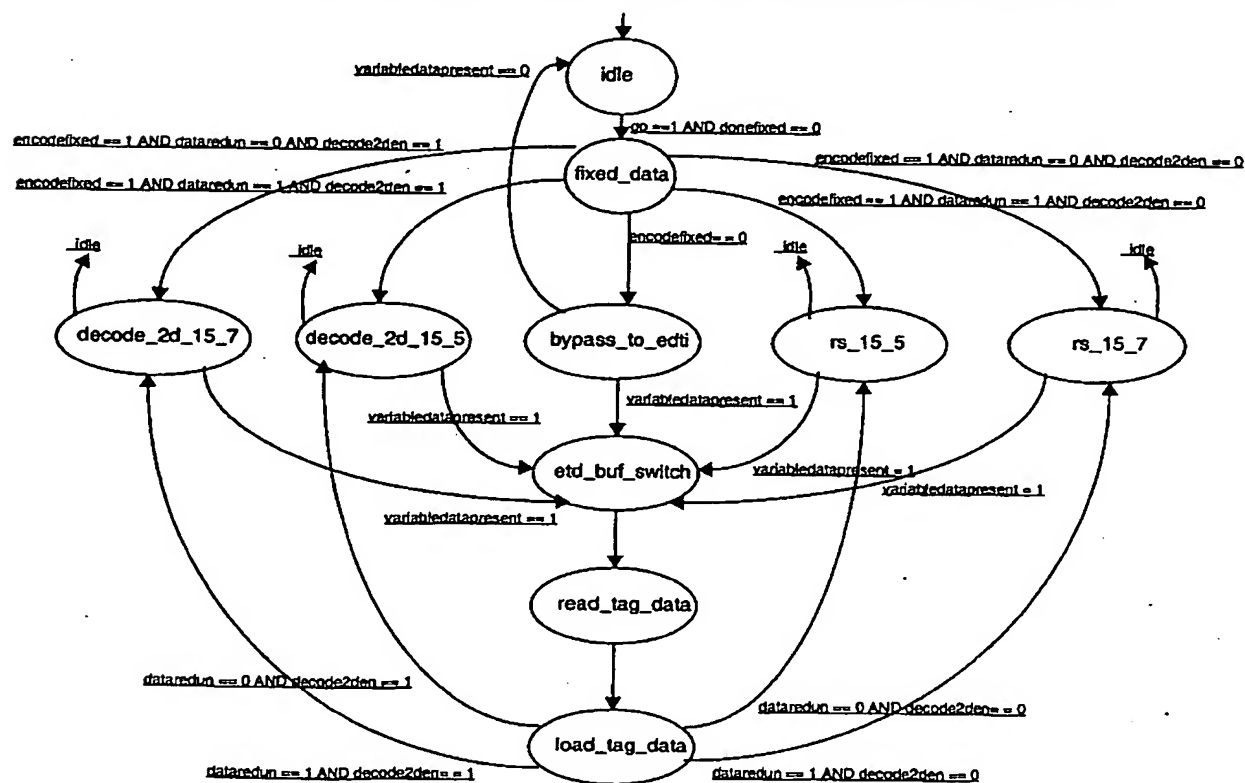 idle
variabledatapresent == 0
go ==1 AND donefixed == 0
encodefixed == 1 AND dataredun == 0 AND decode2den == 1
encodefixed == 1 AND dataredun == 0 AND decode2den == 0
fixed_data
encodefixed == 1 AND dataredun == 1 AND decode2den == 1
encodefixed == 1 AND dataredun == 1 AND decode2den == 0
encodefixed== 0
idle
idle
idle
idle
decode_2d_15_7
decode_2d_15_5
bypass_to_edti
rs_15_5
rs_15_7
variabledatapresent == 1
variabledatapresent == 1
etd_buf_switch
variabledatapresent = 1
variabledatapresent = 1
variabledatapresent == 1
read_tag_data
dataredun == 0 AND decode2den == 1
dataredun == 0 AND decode2den== 0
load_tag_data
dataredun == 1 AND decode2den== 1
dataredun == 1 AND decode2den == 0